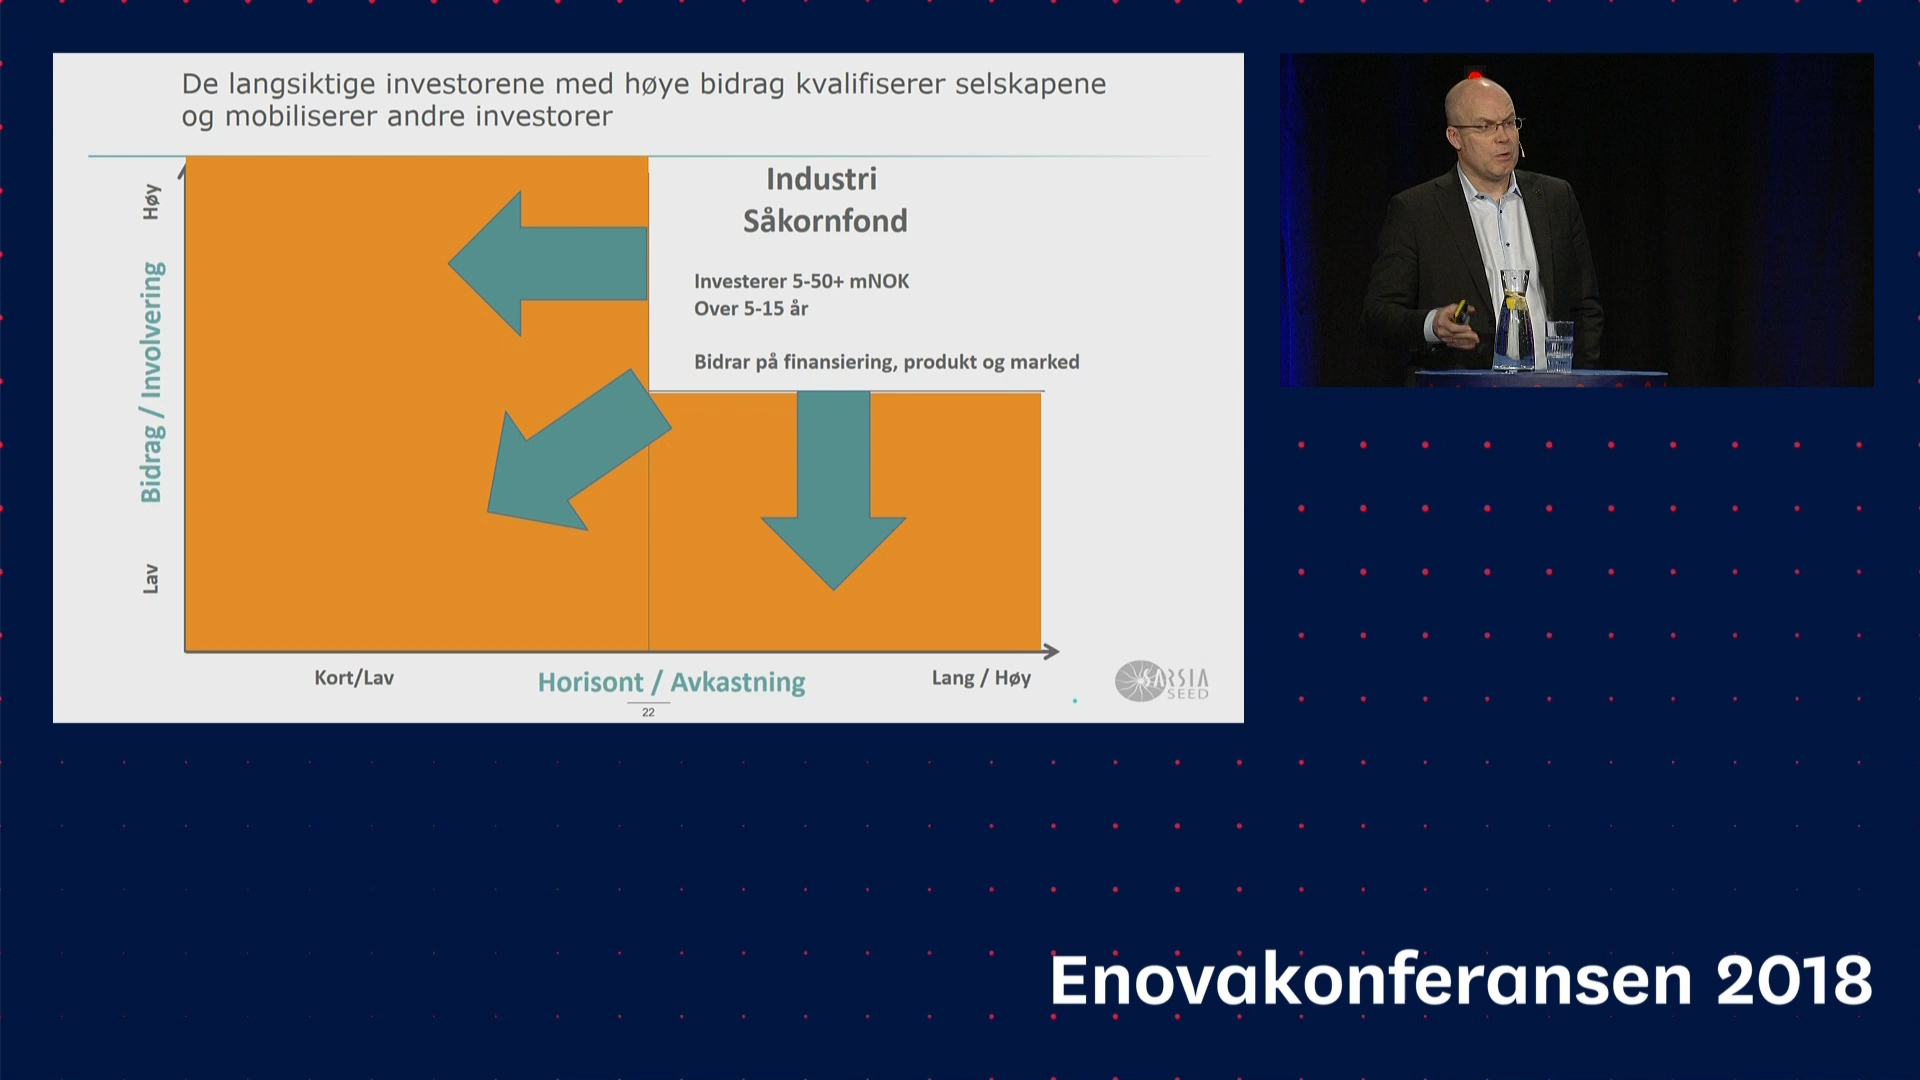 De langsiktige investorene med høye bidrag kvalifiserer selskapene
og mobiliserer andre investorer
Høy
Bidrag / Involvering
Lav
Industri
Såkornfond
Investerer 5-50+ mNOK
Over 5-15 år
Bidrar på finansiering, produkt og marked
Kort/Lav
Horisont / Avkastning
Lang / Høy
22
SARSIA
SEED
Enovakonferansen 2018